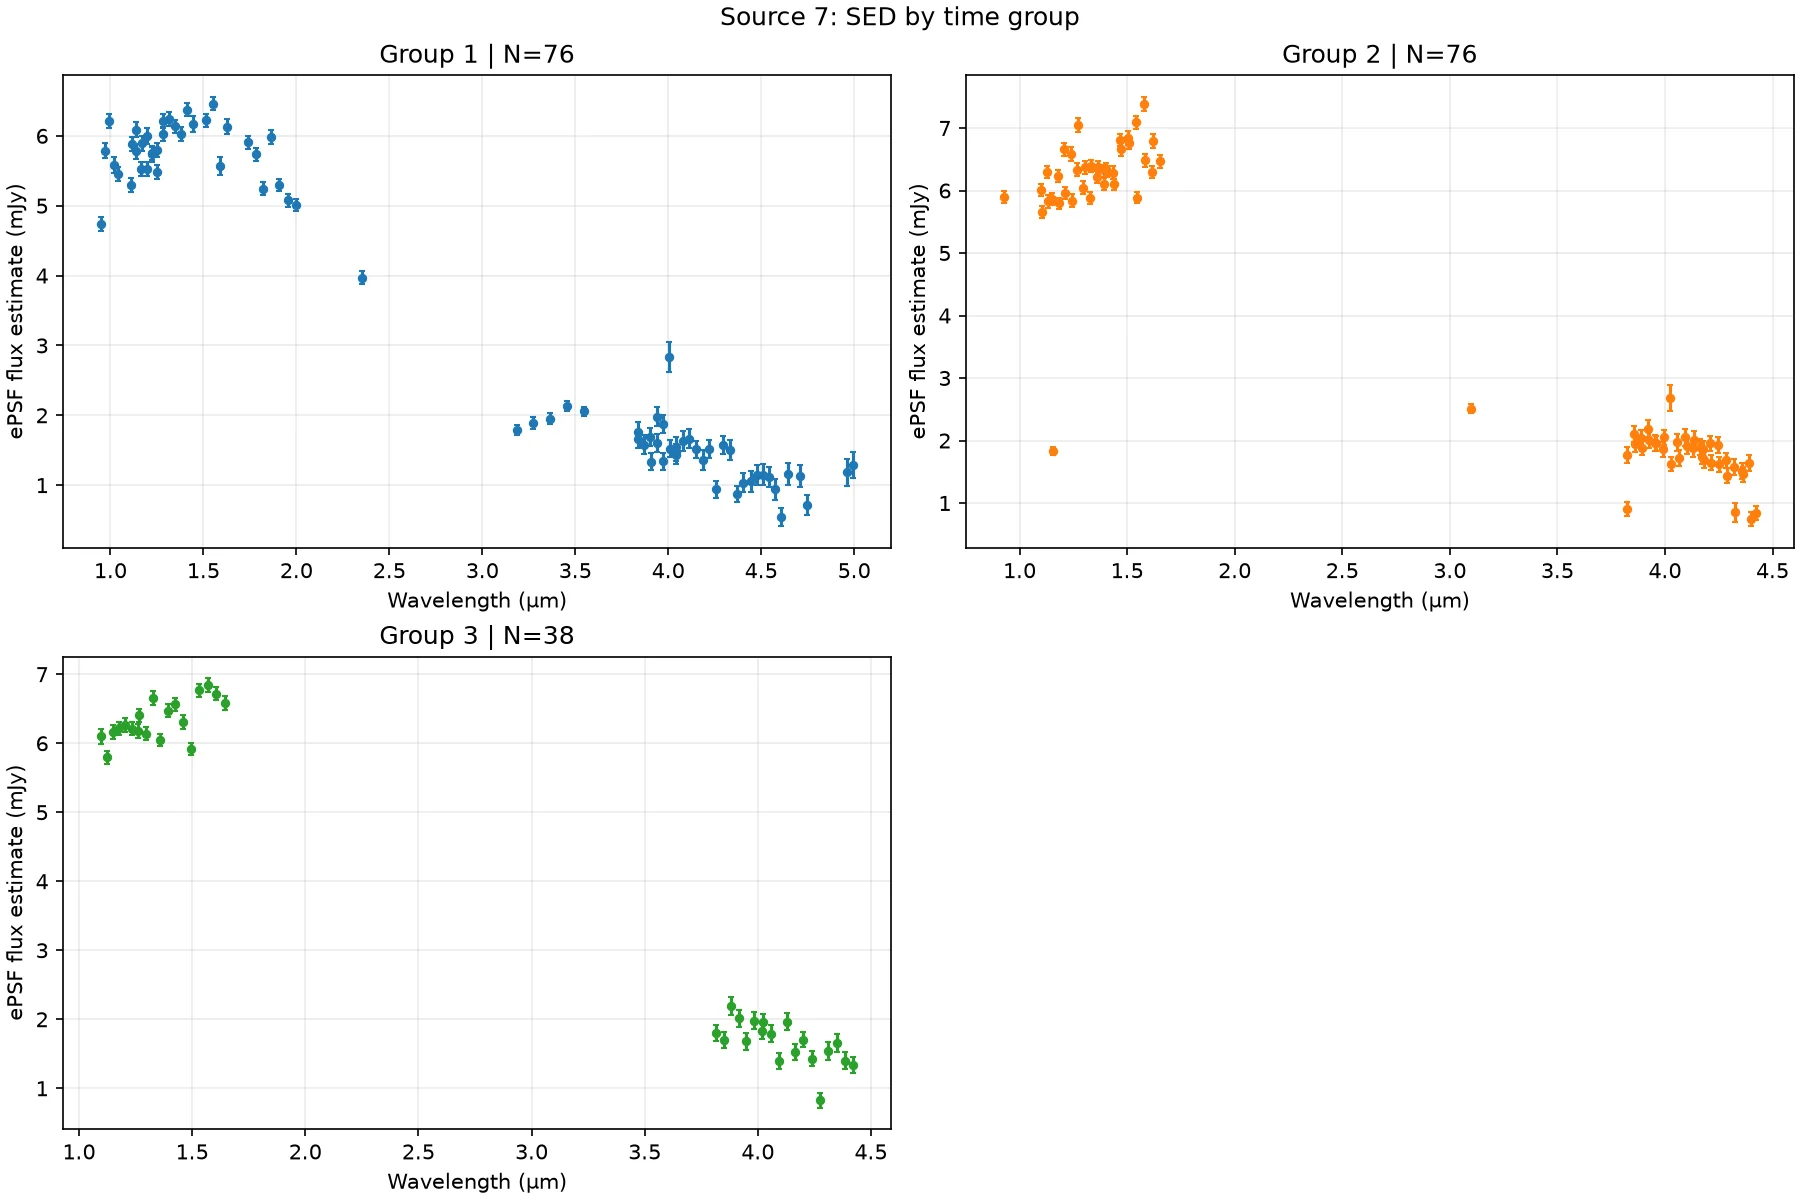 Source 7: SED by time group
Group 1 | N=76
ePSF flux estimate (mJy)
6
5
4
3
2
1
1.0 1.5 2.0 2.5 3.0 3.5 4.0 4.5 5.0
Wavelength (μm)
Group 2 | N=76
ePSF flux estimate (mJy)
7
6
5
4
3
2
1
1.0 1.5 2.0 2.5 3.0 3.5 4.0 4.5
Wavelength (μm)
Group 3 | N=38
ePSF flux estimate (mJy)
7
6
5
4
3
2
1
1.0 1.5 2.0 2.5 3.0 3.5 4.0 4.5
Wavelength (μm)